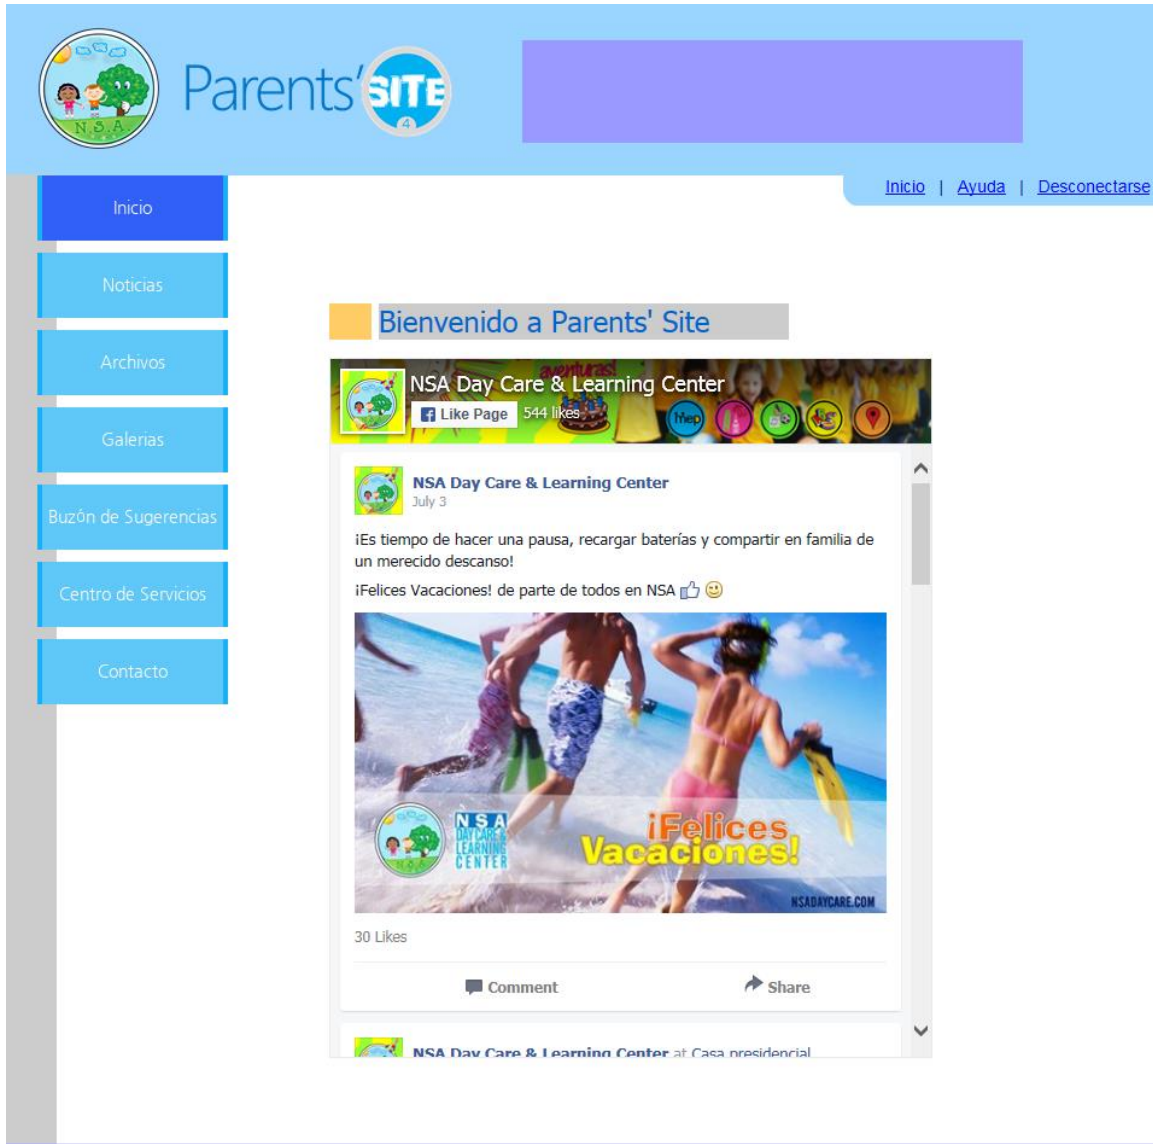 N.S.A.
Parents' SITE
4
Inicio | Ayuda | Desconectarse
Inicio
Noticias
Archivos
Galerias
Buzón de Sugerencias
Centro de Servicios
Contacto
Bienvenido a Parents' Site
aventuras!
NSA Day Care & Learning Center
Like Page 544 likes
mep
NSA Day Care & Learning Center
July 3
¡Es tiempo de hacer una pausa, recargar baterías y compartir en familia de
un merecido descanso!
¡Felices Vacaciones! de parte de todos en NSA
NSA
DAY CARE &
LEARNING
CENTER
¡Felices
Vacaciones!
NSADAYCARE.COM
30 Likes
Comment Share
NSA Day Care & Learning Center at Casa presidencial